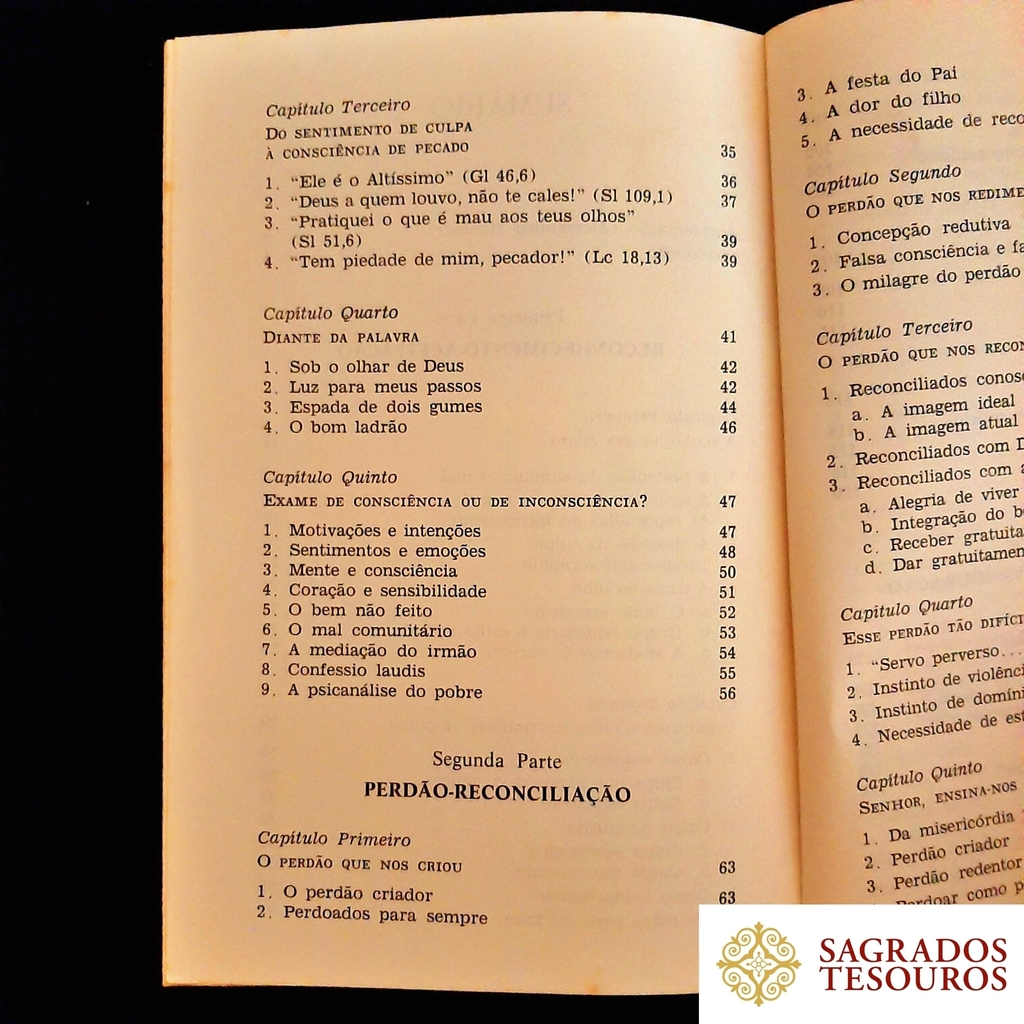 Capítulo Terceiro
DO SENTIMENTO DE CULPA
À CONSCIÊNCIA DE PECADO 35
1. "Ele é o Altíssimo" (Gl 46,6) 36
2. "Deus a quem louvo, não te cales!" (Sl 109,1) 37
3. "Pratiquei o que é mau aos teus olhos"
(Sl 51,6) 39
4. "Tem piedade de mim, pecador!" (Lc 18,13) 39
Capítulo Quarto
DIANTE DA PALAVRA 41
1. Sob o olhar de Deus 42
2. Luz para meus passos 42
3. Espada de dois gumes 44
4. O bom ladrão 46
Capítulo Quinto
EXAME DE CONSCIÊNCIA OU DE INCONSCIÊNCIA? 47
1. Motivações e intenções 47
2. Sentimentos e emoções 48
3. Mente e consciência 50
4. Coração e sensibilidade 51
5. O bem não feito 52
6. O mal comunitário 53
7. A mediação do irmão 54
8. Confessio laudis 55
9. A psicanálise do pobre 56
Segunda Parte
PERDÃO-RECONCILIAÇÃO
Capítulo Primeiro
O PERDÃO QUE NOS CRIOU 63
1. O perdão criador 63
2. Perdoados para sempre
3. A festa do Pai
4. A dor do filho
5. A necessidade de
Capítulo Segundo
O PERDÃO QUE NOS
1. Concepção redutiva
2. Falsa consciência e
3. O milagre do perdão
Capítulo Terceiro
O PERDÃO QUE NOS
1. Reconciliados
a. A imagem ideal
b. A imagem atual
2. Reconciliados com
3. Reconciliados com
a. Alegria de viver
b. Integração do
c. Receber
d. Dar
Capítulo Quarto
ESSE PERDÃO TÃO
1. "Servo perverso...
2. Instinto de
3. Instinto de
4. Necessidade de
Capítulo Quinto
SENHOR, ENSINA-NOS
1. Da misericórdia
2. Perdão criador
3. Perdão redentor
Perdoar como
SAGRADOS
TESOUROS